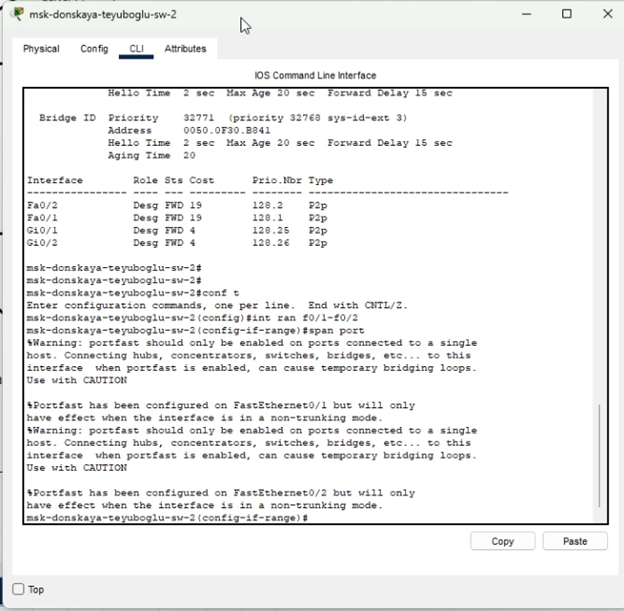 msk-donskaya-teyuboglu-sw-2
Physical Config CLI Attributes
IOS Command Line Interface
Hello Time 2 sec Max Age 20 sec Forward Delay 15 sec
Bridge ID Priority 32771 (priority 32768 sys-id-ext 3)
Address 0050.0F30.B841
Hello Time 2 sec Max Age 20 sec Forward Delay 15 sec
Aging Time 20
Interface Role Sts Cost Prio.Nbr Type
---------------- ---- --- --------- -------- --------------------------------
Fa0/2 Desg FWD 19 128.2 P2p
Fa0/1 Desg FWD 19 128.1 P2p
Gi0/1 Desg FWD 4 128.25 P2p
Gi0/2 Desg FWD 4 128.26 P2p
msk-donskaya-teyuboglu-sw-2#
msk-donskaya-teyuboglu-sw-2#
msk-donskaya-teyuboglu-sw-2#conf t
Enter configuration commands, one per line. End with CNTL/Z.
msk-donskaya-teyuboglu-sw-2(config)#int ran f0/1-f0/2
msk-donskaya-teyuboglu-sw-2(config-if-range)#span port
%Warning: portfast should only be enabled on ports connected to a single
host. Connecting hubs, concentrators, switches, bridges, etc... to this
interface when portfast is enabled, can cause temporary bridging loops.
Use with CAUTION
%Portfast has been configured on FastEthernet0/1 but will only
have effect when the interface is in a non-trunking mode.
%Warning: portfast should only be enabled on ports connected to a single
host. Connecting hubs, concentrators, switches, bridges, etc... to this
interface when portfast is enabled, can cause temporary bridging loops.
Use with CAUTION
%Portfast has been configured on FastEthernet0/2 but will only
have effect when the interface is in a non-trunking mode.
msk-donskaya-teyuboglu-sw-2(config-if-range)#
Copy Paste
Top